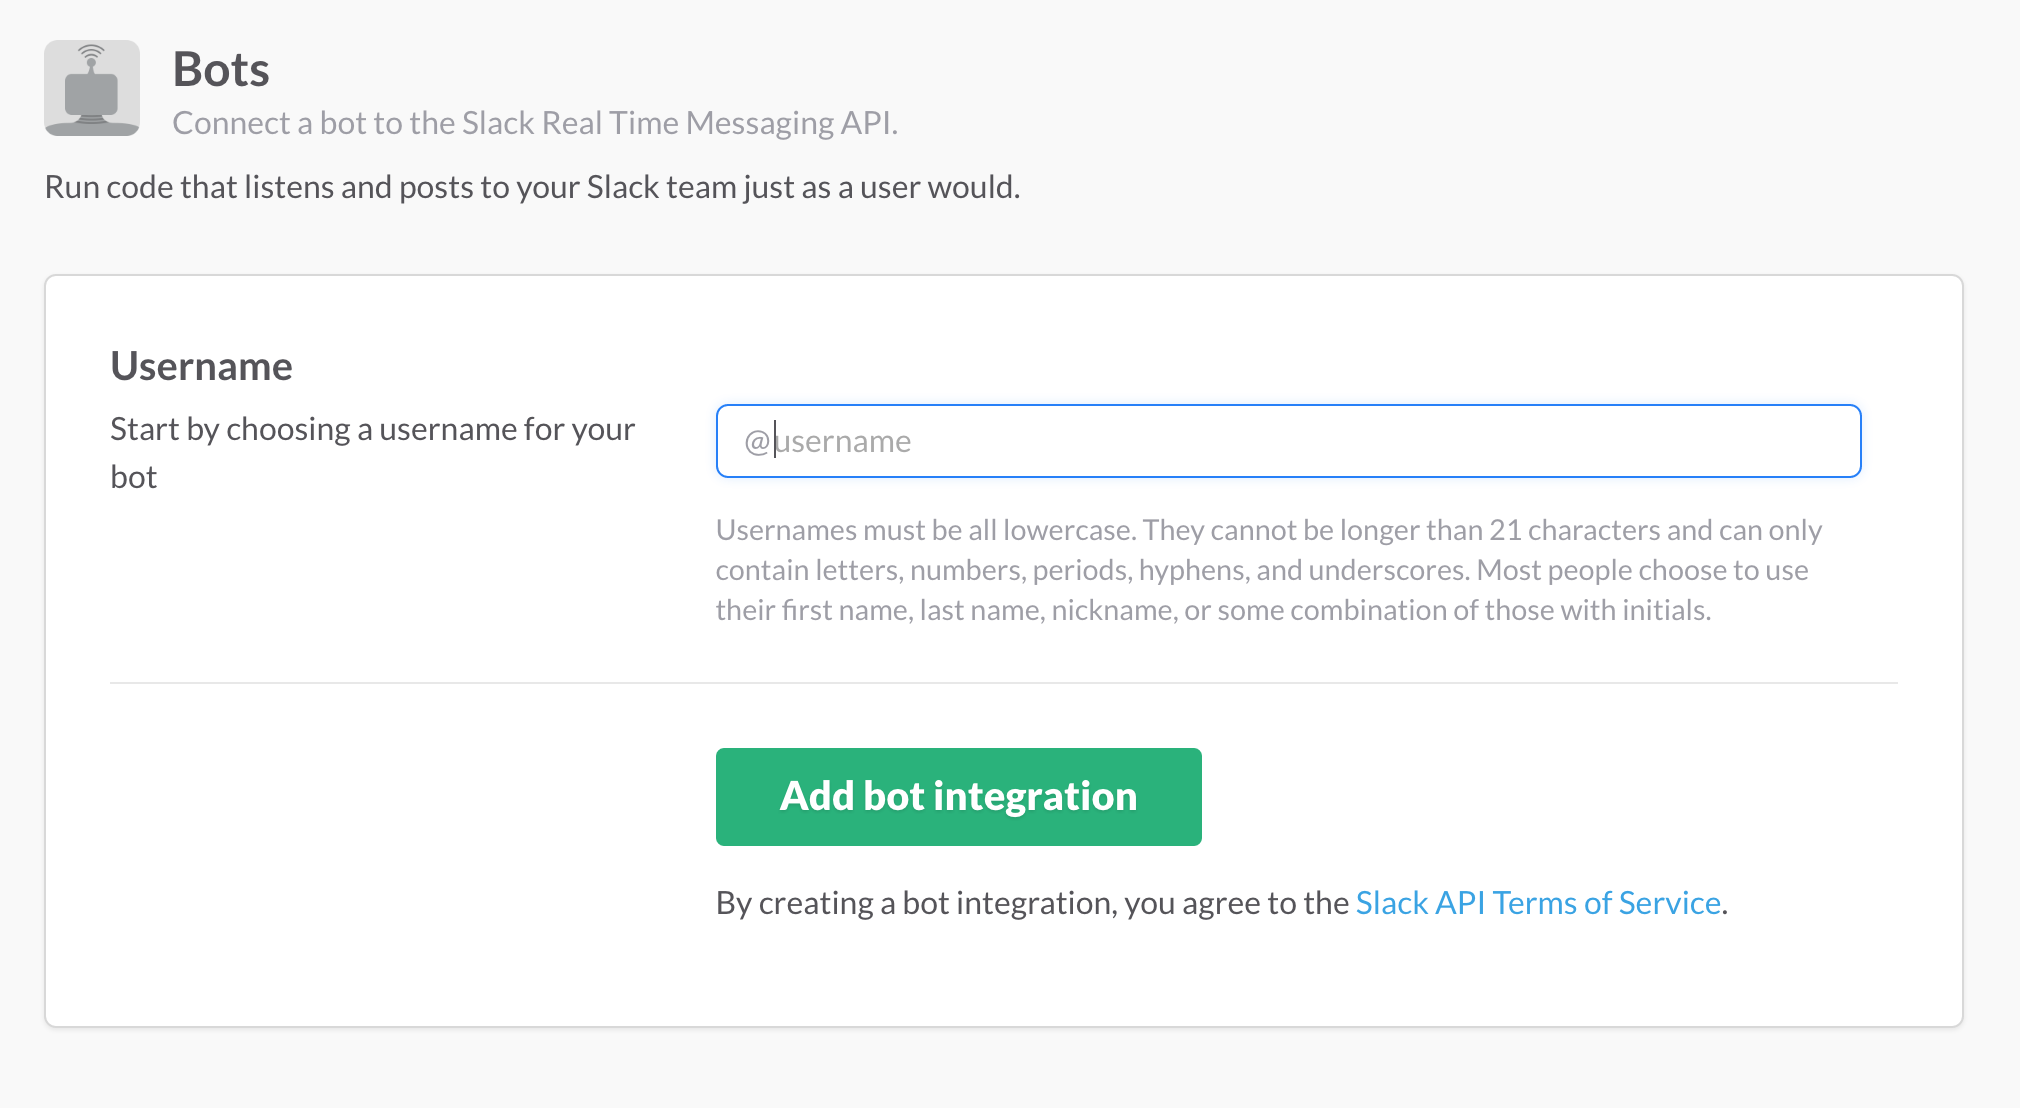 Bots
Connect a bot to the Slack Real Time Messaging API.
Run code that listens and posts to your Slack team just as a user would.
Username
Start by choosing a username for your
bot
@username
Usernames must be all lowercase. They cannot be longer than 21 characters and can only
contain letters, numbers, periods, hyphens, and underscores. Most people choose to use
their first name, last name, nickname, or some combination of those with initials.
Add bot integration
By creating a bot integration, you agree to the Slack API Terms of Service.